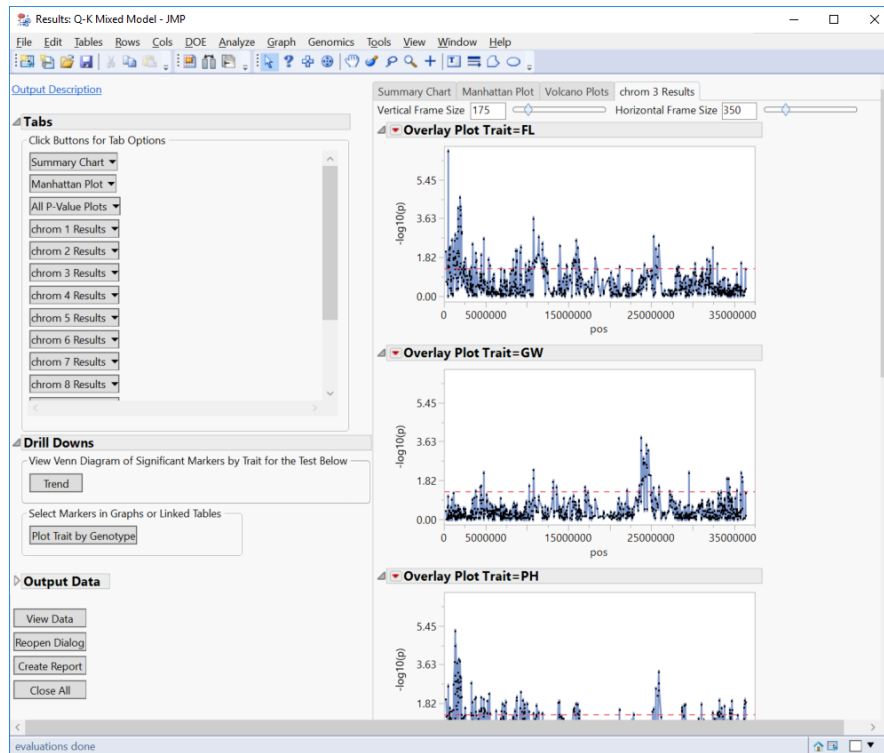 Results: Q-K Mixed Model - JMP
File Edit Tables Rows Cols DOE Analyze Graph Genomics Tools View Window Help
Output Description
Tabs
Click Buttons for Tab Options
Summary Chart
Manhattan Plot
All P-Value Plots
chrom 1 Results
chrom 2 Results
chrom 3 Results
chrom 4 Results
chrom 5 Results
chrom 6 Results
chrom 7 Results
chrom 8 Results
Drill Downs
View Venn Diagram of Significant Markers by Trait for the Test Below
Trend
Select Markers in Graphs or Linked Tables
Plot Trait by Genotype
Output Data
View Data
Reopen Dialog
Create Report
Close All
Summary Chart Manhattan Plot Volcano Plots chrom 3 Results
Vertical Frame Size 175 Horizontal Frame Size 350
Overlay Plot Trait=FL
-log10(p)
5.45
3.63
1.82
0.00
0 5000000 15000000 25000000 35000000
pos
Overlay Plot Trait=GW
-log10(p)
5.45
3.63
1.82
0.00
0 5000000 15000000 25000000 35000000
pos
Overlay Plot Trait=PH
-log10(p)
5.45
3.63
1.82
evaluations done